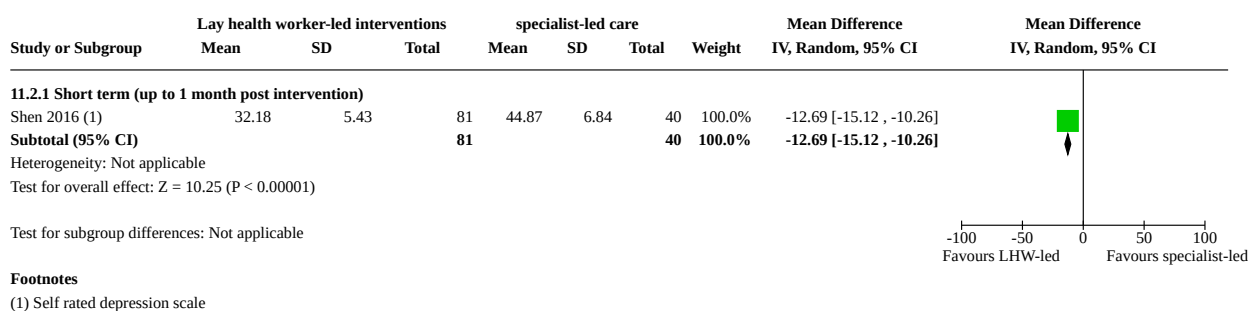 Lay health worker-led interventions specialist-led care Mean Difference Mean Difference
Study or Subgroup Mean SD Total Mean SD Total Weight IV, Random, 95% CI IV, Random, 95% CI
11.2.1 Short term (up to 1 month post intervention)
Shen 2016 (1) 32.18 5.43 81 44.87 6.84 40 100.0% -12.69 [-15.12 , -10.26]
Subtotal (95% CI) 81 40 100.0% -12.69 [-15.12 , -10.26]
Heterogeneity: Not applicable
Test for overall effect: Z = 10.25 (P < 0.00001)
Test for subgroup differences: Not applicable
-100 -50 0 50 100
Favours LHW-led Favours specialist-led
Footnotes
(1) Self rated depression scale